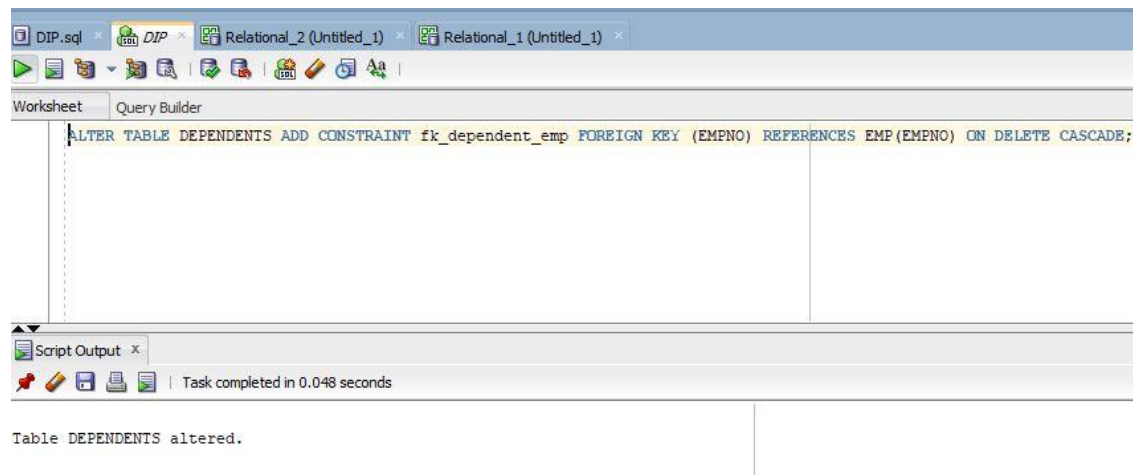 DIP.sql DIP Relational_2 (Untitled_1) Relational_1 (Untitled_1)
SQL
Worksheet Query Builder
ALTER TABLE DEPENDENTS ADD CONSTRAINT fk_dependent_emp FOREIGN KEY (EMPNO) REFERENCES EMP(EMPNO) ON DELETE CASCADE;
Script Output x
Task completed in 0.048 seconds
Table DEPENDENTS altered.